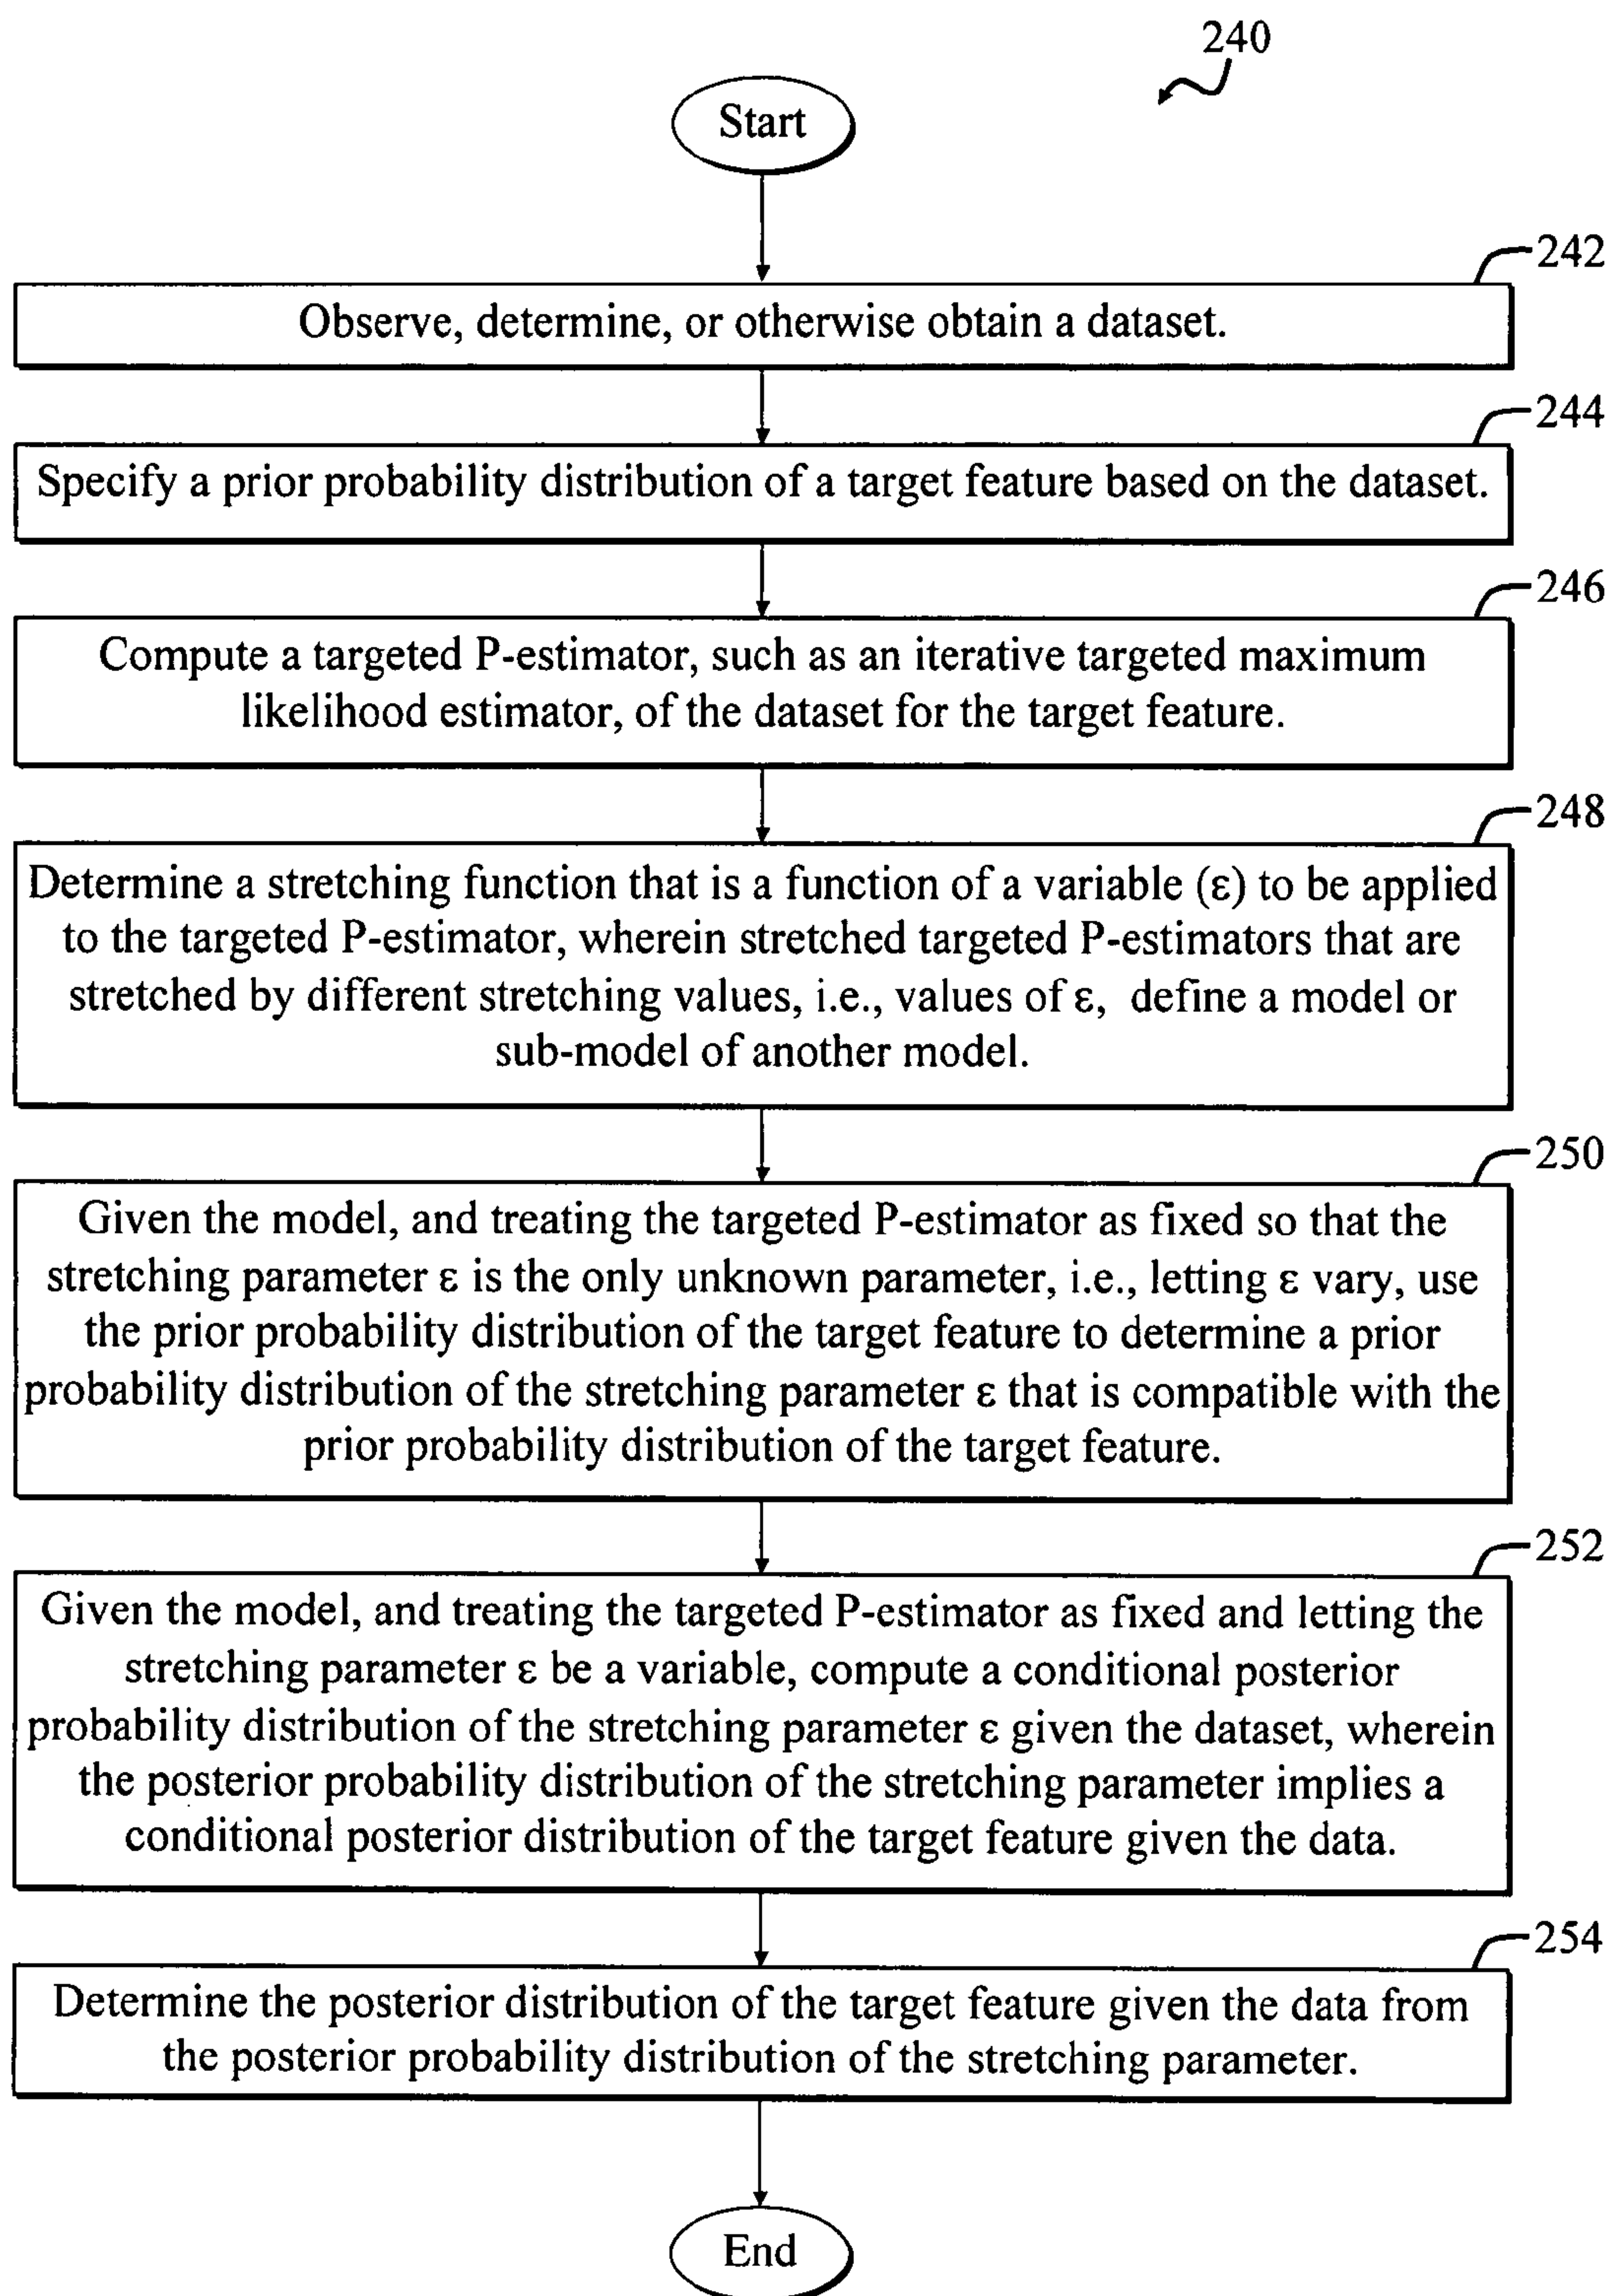 240
Start
242
Observe, determine, or otherwise obtain a dataset.
244
Specify a prior probability distribution of a target feature based on the dataset.
246
Compute a targeted P-estimator, such as an iterative targeted maximum
likelihood estimator, of the dataset for the target feature.
248
Determine a stretching function that is a function of a variable (ε) to be applied
to the targeted P-estimator, wherein stretched targeted P-estimators that are
stretched by different stretching values, i.e., values of ε, define a model or
sub-model of another model.
250
Given the model, and treating the targeted P-estimator as fixed so that the
stretching parameter ε is the only unknown parameter, i.e., letting ε vary, use
the prior probability distribution of the target feature to determine a prior
probability distribution of the stretching parameter ε that is compatible with the
prior probability distribution of the target feature.
252
Given the model, and treating the targeted P-estimator as fixed and letting the
stretching parameter ε be a variable, compute a conditional posterior
probability distribution of the stretching parameter ε given the dataset, wherein
the posterior probability distribution of the stretching parameter implies a
conditional posterior distribution of the target feature given the data.
254
Determine the posterior distribution of the target feature given the data from
the posterior probability distribution of the stretching parameter.
End